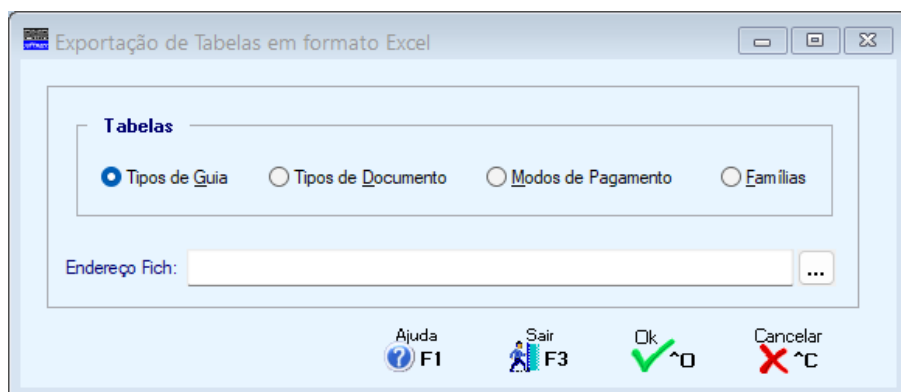 Exportação de Tabelas em formato Excel
Tabelas
Tipos de Guia Tipos de Documento Modos de Pagamento Famílias
Endereço Fich: ...
Ajuda Sair Ok Cancelar
F1 F3 ^O ^C